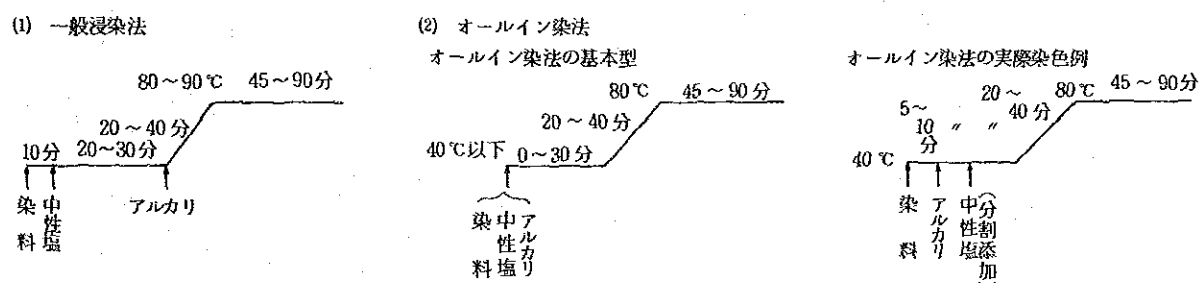 (1) 一般浸染法
80～90℃ 45～90分
20～40分
10分 20～30分
染料
中性塩
アルカリ
(2) オールイン染法
オールイン染法の基本型
80℃ 45～90分
20～40分
40℃以下 0～30分
染料
中性塩
アルカリ
オールイン染法の実際染色例
80℃ 45～90分
5～10分 〃 〃 20～40分
40℃
染料
アルカリ
中性塩
(分割添加